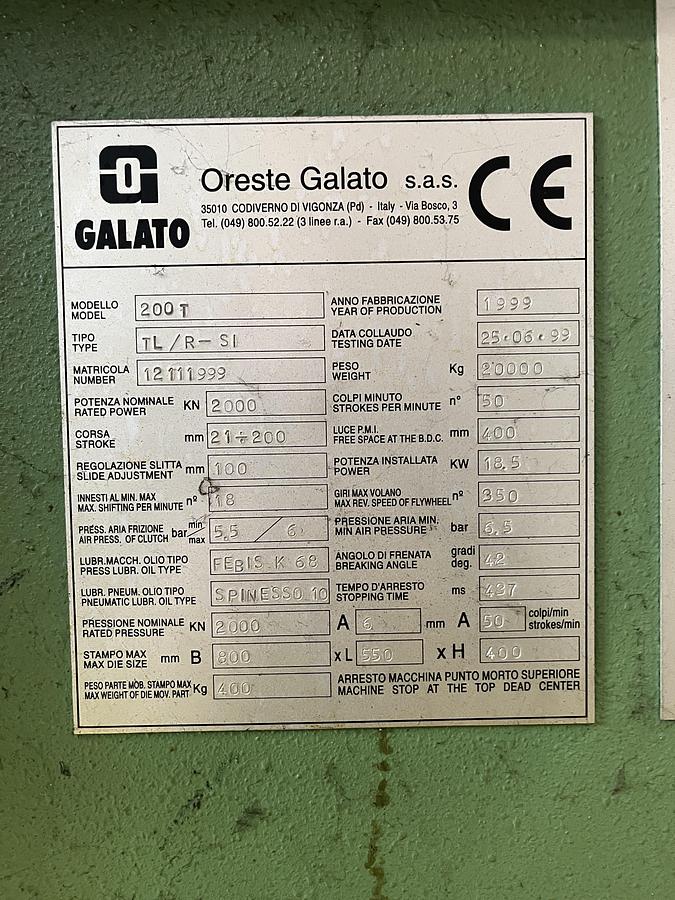 GALATO
Oreste Galato s.a.s.
35010 CODIVERNO DI VIGONZA (Pd) - Italy - Via Bosco, 3
Tel. (049) 800.52.22 (3 linee r.a.) - Fax (049) 800.53.75
CE
MODELLO
MODEL
200 T
ANNO FABBRICAZIONE
YEAR OF PRODUCTION
1999
TIPO
TYPE
TL/R-SI
DATA COLLAUDO
TESTING DATE
25.06.99
MATRICOLA
NUMBER
12111999
PESO
WEIGHT
Kg 20000
POTENZA NOMINALE
RATED POWER
KN 2000
COLPI MINUTO
STROKES PER MINUTE
n° 50
CORSA
STROKE
mm 21÷200
LUCE P.M.I.
FREE SPACE AT THE B.D.C.
mm 400
REGOLAZIONE SLITTA
SLIDE ADJUSTMENT
mm 100
POTENZA INSTALLATA
POWER
KW 18.5
INNESTI AL MIN. MAX
MAX. SHIFTING PER MINUTE
n° 18
GIRI MAX VOLANO
MAX REV. SPEED OF FLYWHEEL
n° 350
PRESS. ARIA FRIZIONE
AIR PRESS. OF CLUTCH
bar min. / max 5.5 / 6
PRESSIONE ARIA MIN.
MIN AIR PRESSURE
bar 6.5
LUBR.MACCH. OLIO TIPO
PRESS LUBR. OIL TYPE
FEBIS K 68
ANGOLO DI FRENATA
BREAKING ANGLE
gradi
deg. 42
LUBR. PNEUM. OLIO TIPO
PNEUMATIC LUBR. OIL TYPE
SPINESSO 10
TEMPO D'ARRESTO
STOPPING TIME
ms 437
PRESSIONE NOMINALE
RATED PRESSURE
KN 2000 A 6 mm A 50 colpi/min
strokes/min
STAMPO MAX
MAX DIE SIZE
mm B 800 x L 550 x H 400
PESO PARTE MOB. STAMPO MAX
MAX WEIGHT OF DIE MOV. PART
Kg 400
ARRESTO MACCHINA PUNTO MORTO SUPERIORE
MACHINE STOP AT THE TOP DEAD CENTER